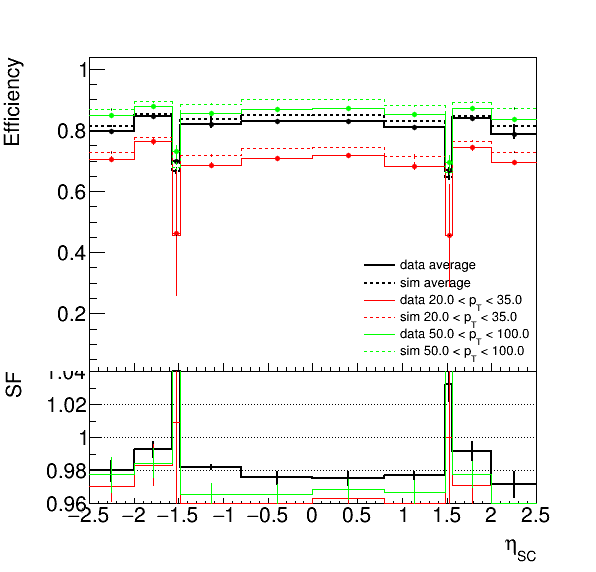 Efficiency
1
0.8
0.6
0.4
0.2
data average
sim average
data 20.0 < p_T < 35.0
sim 20.0 < p_T < 35.0
data 50.0 < p_T < 100.0
sim 50.0 < p_T < 100.0
SF
1.04
1.02
1
0.98
0.96
−2.5 −2 −1.5 −1 −0.5 0 0.5 1 1.5 2 2.5
η_SC